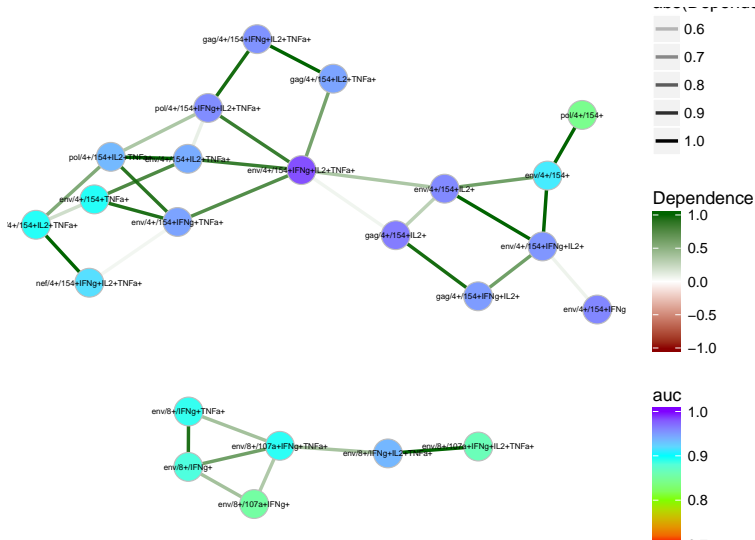 gag/4+/154+IFNg+IL2+TNFa+
gag/4+/154+IL2+TNFa+
pol/4+/154+IFNg+IL2+TNFa+
pol/4+/154+
pol/4+/154+IL2+TNFa+
env/4+/154+IL2+TNFa+
env/4+/154+IFNg+IL2+TNFa+
env/4+/154+
env/4+/154+IL2+
env/4+/154+TNFa+
env/4+/154+IFNg+TNFa+
4+/154+IL2+TNFa+
gag/4+/154+IL2+
env/4+/154+IFNg+IL2+
nef/4+/154+IFNg+IL2+TNFa+
gag/4+/154+IFNg+IL2+
env/4+/154+IFNg
env/8+/IFNg+TNFa+
env/8+/107a+IFNg+TNFa+
env/8+/IFNg+IL2+TNFa+
env/8+/107a+IFNg+IL2+TNFa+
env/8+/IFNg+
env/8+/107a+IFNg+
abs(Depende
0.6
0.7
0.8
0.9
1.0
Dependence
1.0
0.5
0.0
−0.5
−1.0
auc
1.0
0.9
0.8